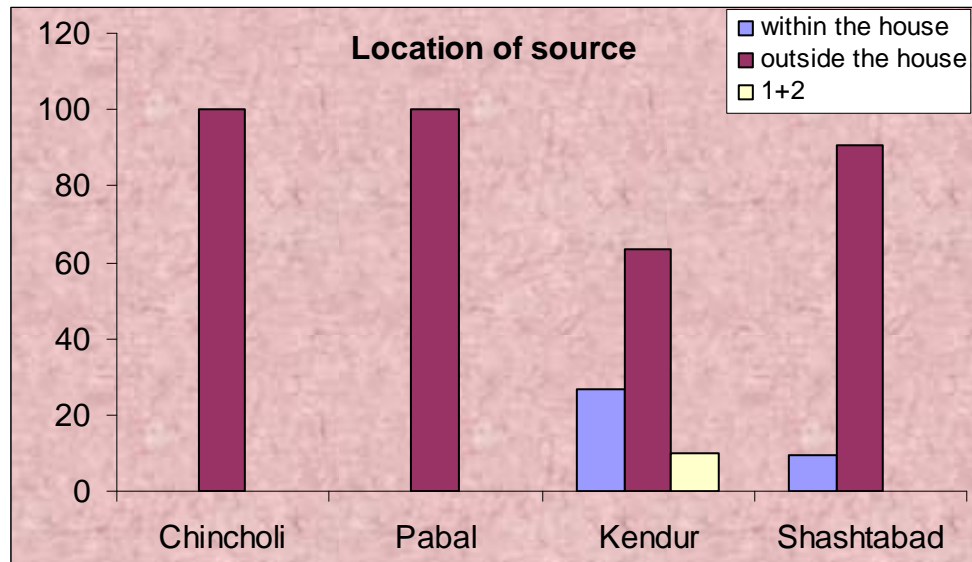 Location of source
within the house
outside the house
1+2
120
100
80
60
40
20
0
Chincholi Pabal Kendur Shashtabad